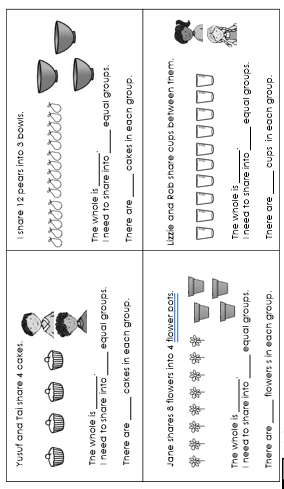 Yusuf and Tai share 4 cakes.
The whole is ____.
I need to share into ____ equal groups.
There are ____ cakes in each group.
I share 12 pears into 3 bowls.
The whole is ____.
I need to share into ____ equal groups.
There are ____ cakes in each group.
Jane shares 8 flowers into 4 flower pots.
The whole is ____.
I need to share into ____ equal groups.
There are ____ flowers s in each group.
Lizzie and Rob share cups between them.
The whole is ____.
I need to share into ____ equal groups.
There are ____ cups in each group.